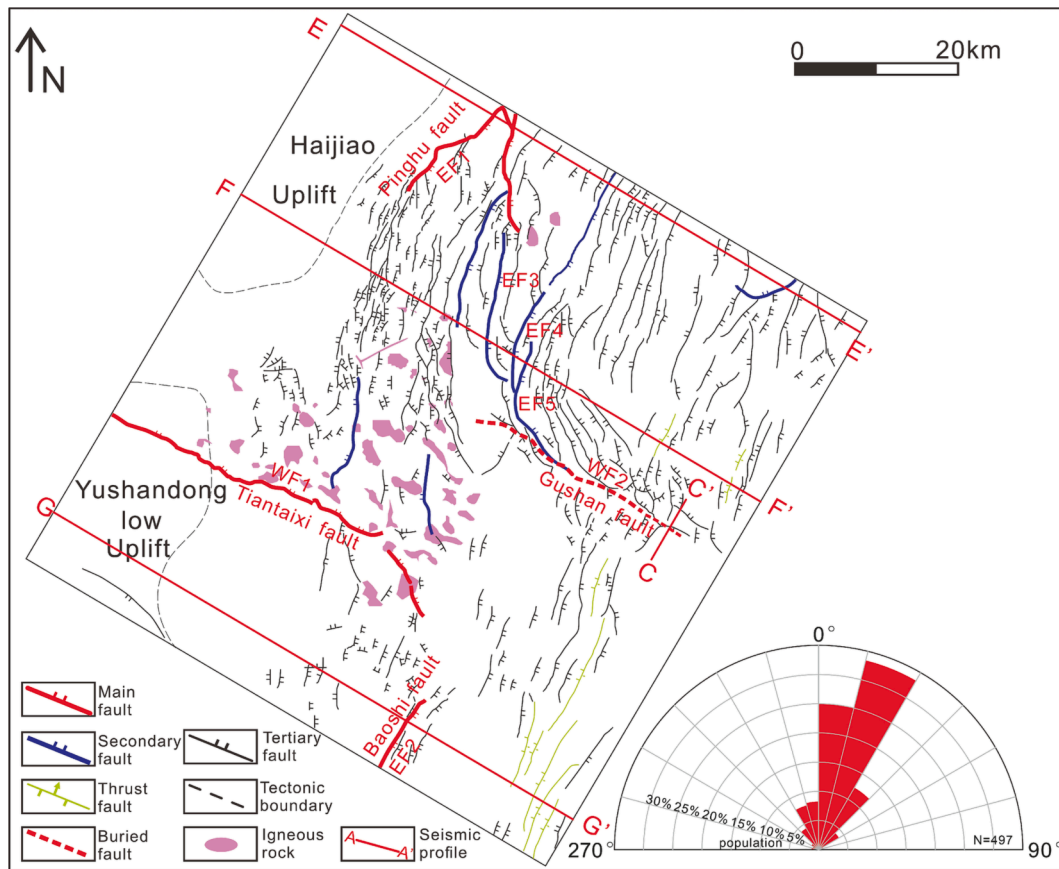 N
0
20km
E
Haijiao
Uplift
Pinghu fault
EF1
F
EF3
EF4
EF5
E'
WF2
C'
F'
Gushan fault
C
WF1
Tiantaixi fault
Yushandong
low
Uplift
G
Baoshi fault
EF2
G'
Main
fault
Secondary
fault
Tertiary
fault
Thrust
fault
Tectonic
boundary
Buried
fault
Igneous
rock
A
A'
Seismic
profile
0°
30% 25% 20% 15% 10% 5%
population
N=497
270°
90°